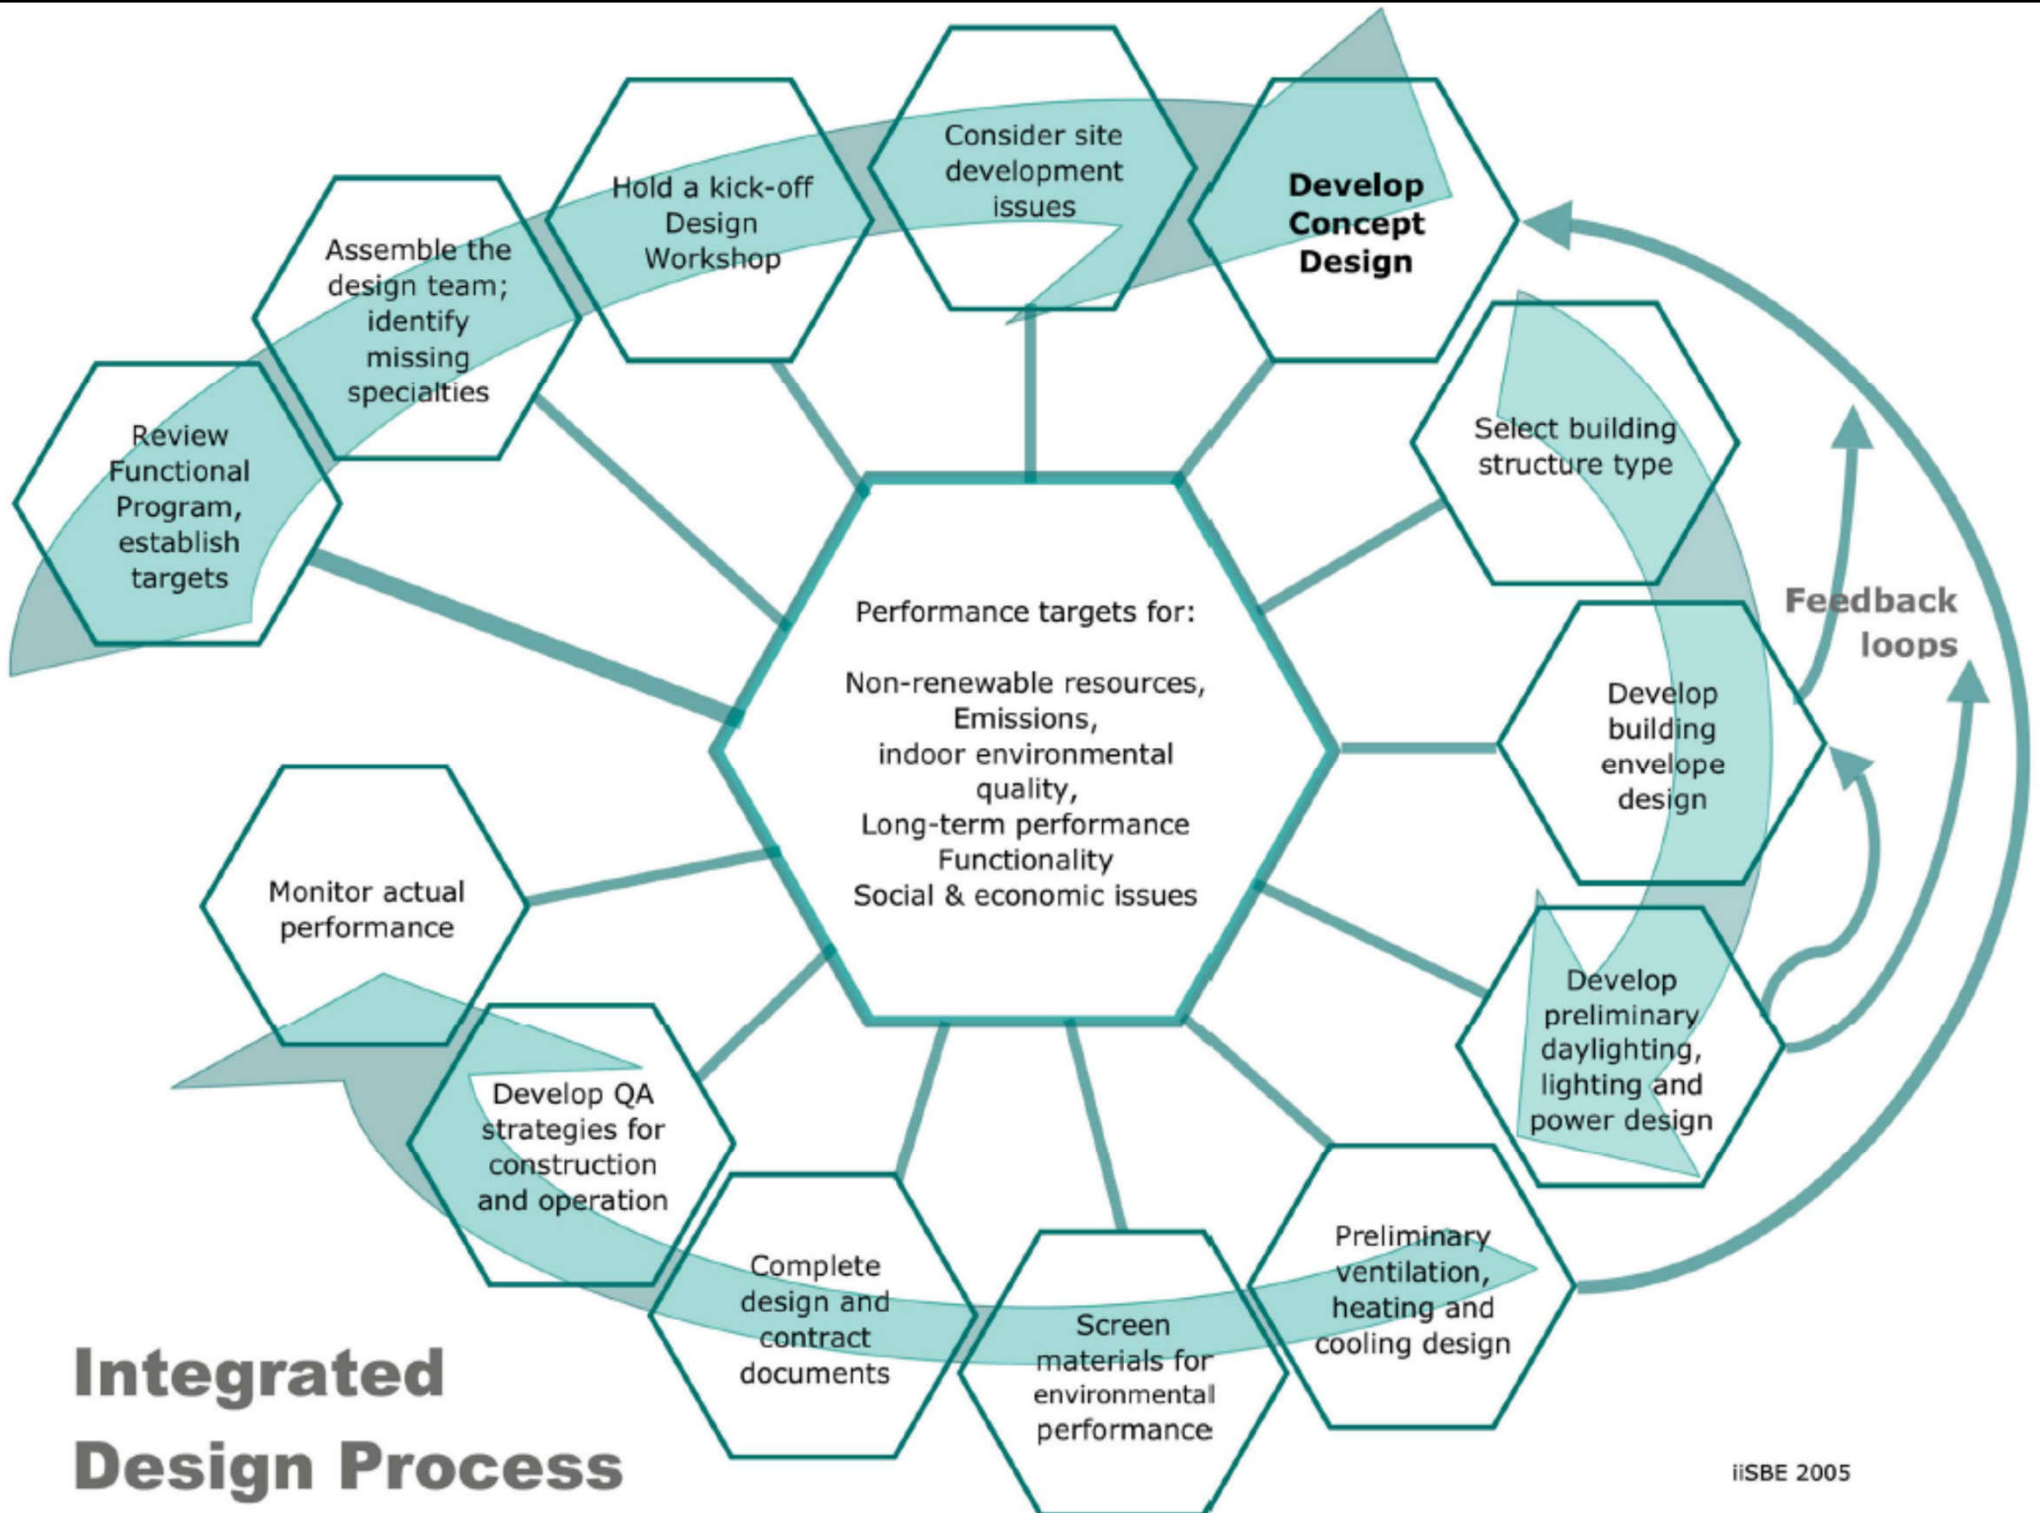 Consider site
development
issues
Develop
Concept
Design
Hold a kick-off
Design
Workshop
Assemble the
design team;
identify
missing
specialties
Review
Functional
Program,
establish
targets
Select building
structure type
Feedback
loops
Performance targets for:
Non-renewable resources,
Emissions,
indoor environmental
quality,
Long-term performance
Functionality
Social & economic issues
Develop
building
envelope
design
Monitor actual
performance
Develop
preliminary
daylighting,
lighting and
power design
Develop QA
strategies for
construction
and operation
Preliminary
ventilation,
heating and
cooling design
Complete
design and
contract
documents
Screen
materials for
environmental
performance
Integrated
Design Process
iiSBE 2005